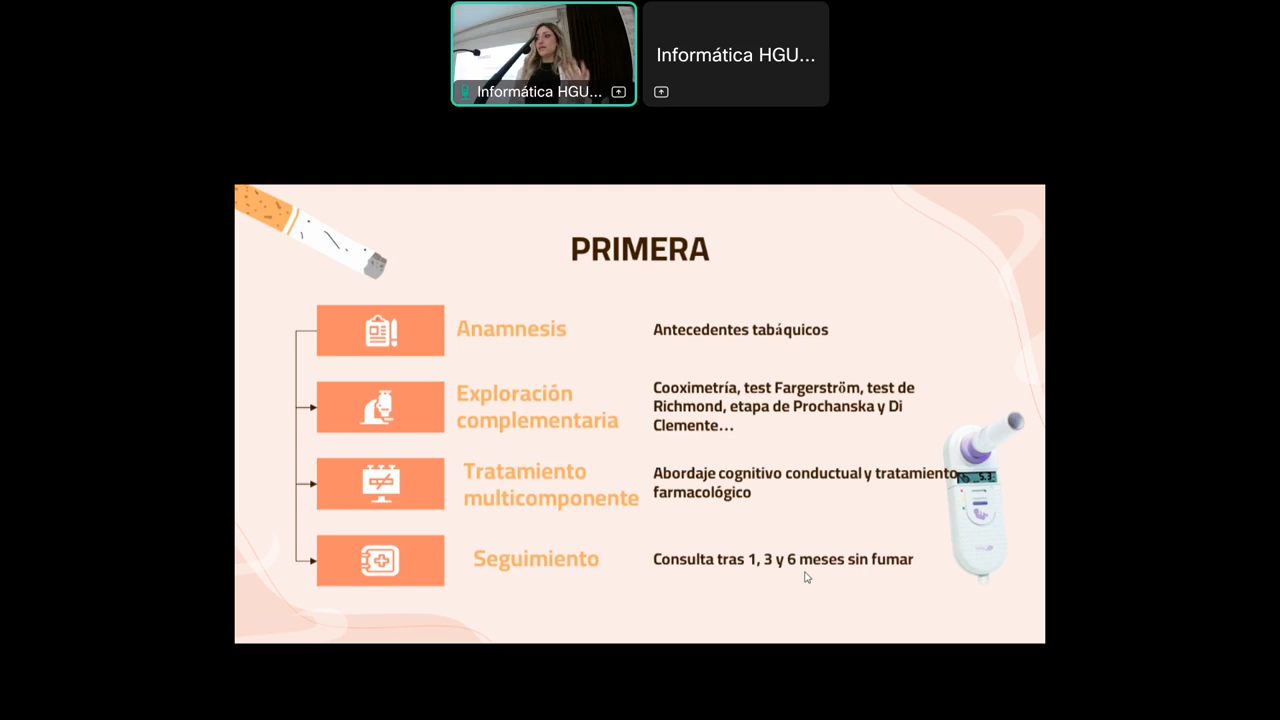 Informática HGU...
Informática HGU...
PRIMERA
Anamnesis
Antecedentes tabáquicos
Exploración
complementaria
Cooximetría, test Fargerström, test de
Richmond, etapa de Prochanska y Di
Clemente...
Tratamiento
multicomponente
Abordaje cognitivo conductual y tratamiento
farmacológico
Seguimiento
Consulta tras 1, 3 y 6 meses sin fumar